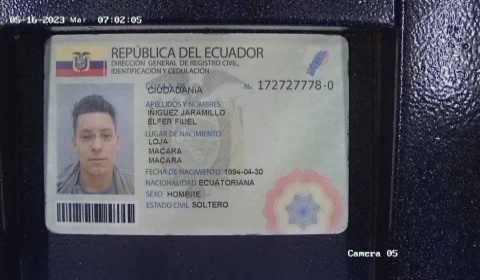 05-16-2023 Mar 07:02:05
REPÚBLICA DEL ECUADOR
DIRECCIÓN GENERAL DE REGISTRO CIVIL,
IDENTIFICACIÓN Y CEDULACIÓN
No. 172727778-0
CIUDADANÍA
APELLIDOS Y NOMBRES
IÑIGUEZ JARAMILLO
ELFER FIDEL
LUGAR DE NACIMIENTO
LOJA
MACARA
MACARA
FECHA DE NACIMIENTO 1994-04-30
NACIONALIDAD ECUATORIANA
SEXO HOMBRE
ESTADO CIVIL SOLTERO
Camera 05